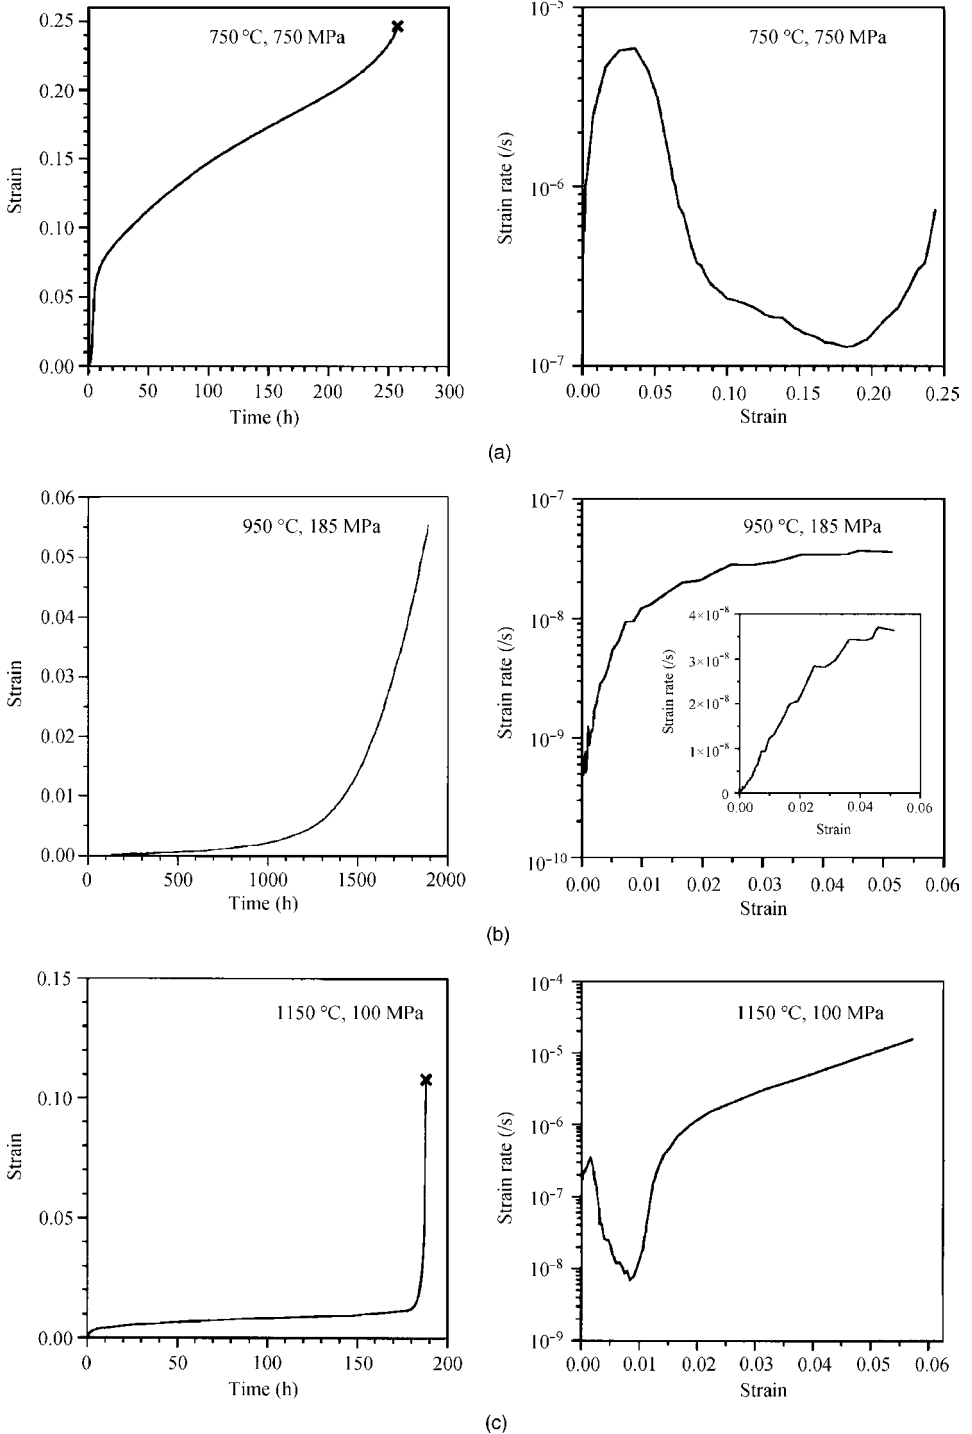 0.26
0.25
0.20
0.15
0.10
0.05
0.00
Strain
750 °C, 750 MPa
0 50 100 150 200 250 300
Time (h)
10⁻⁵
10⁻⁶
10⁻⁷
Strain rate (/s)
750 °C, 750 MPa
0.00 0.05 0.10 0.15 0.20 0.25
Strain
(a)
0.06
0.05
0.04
0.03
0.02
0.01
0.00
Strain
950 °C, 185 MPa
0 500 1000 1500 2000
Time (h)
10⁻⁷
10⁻⁸
10⁻⁹
10⁻¹⁰
Strain rate (/s)
950 °C, 185 MPa
4×10⁻⁸
3×10⁻⁸
2×10⁻⁸
1×10⁻⁸
0
Strain rate (/s)
0.00 0.02 0.04 0.06
Strain
0.00 0.01 0.02 0.03 0.04 0.05 0.06
Strain
(b)
0.15
0.10
0.05
0.00
Strain
1150 °C, 100 MPa
0 50 100 150 200
Time (h)
10⁻⁴
10⁻⁵
10⁻⁶
10⁻⁷
10⁻⁸
10⁻⁹
Strain rate (/s)
1150 °C, 100 MPa
0.00 0.01 0.02 0.03 0.04 0.05 0.06
Strain
(c)